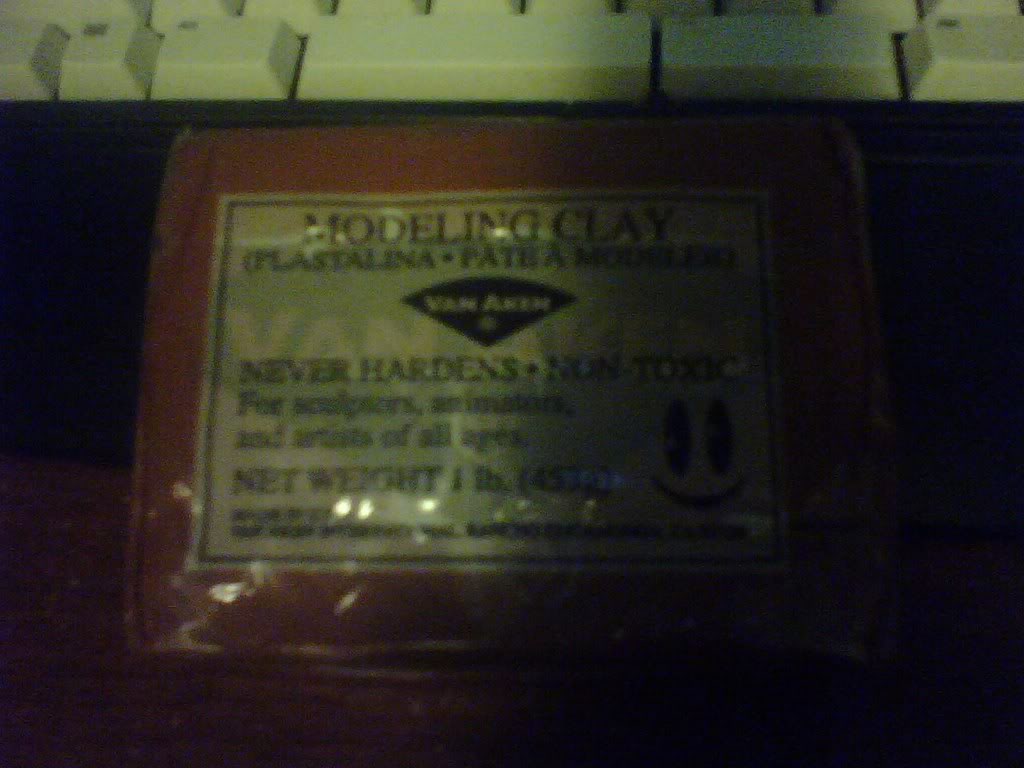 MODELING CLAY
(PLASTALINA • PATE A MODELER)
VAN AKEN
NEVER HARDENS • NON-TOXIC
For sculptors, animators,
and artists of all ages.
NET WEIGHT 1 lb.